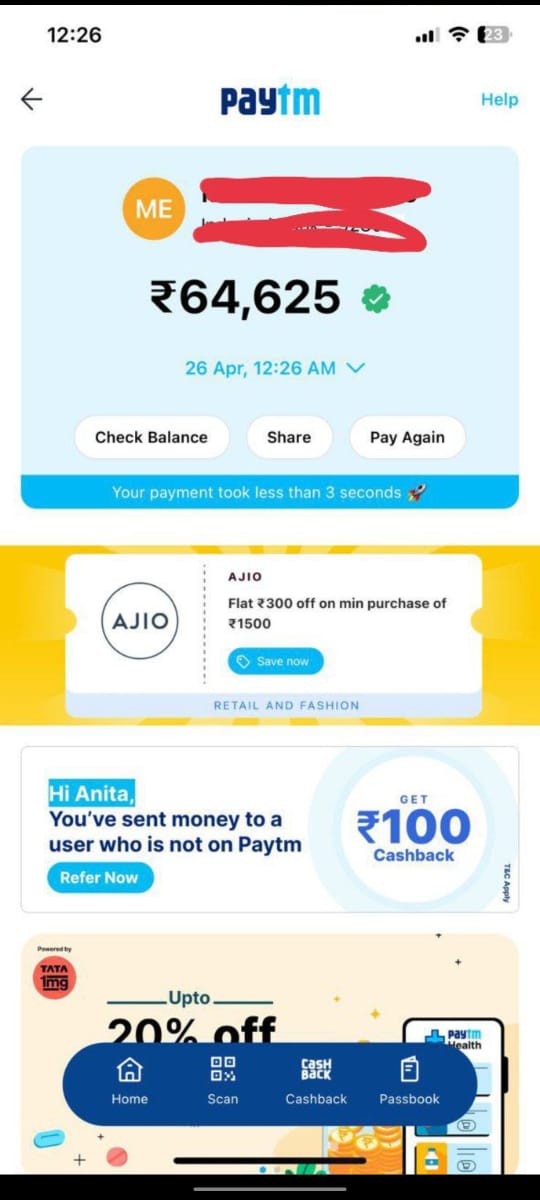 12:26
23
paytm
Help
ME
₹64,625
26 Apr, 12:26 AM
Check Balance
Share
Pay Again
Your payment took less than 3 seconds 🚀
AJIO
AJIO
Flat ₹300 off on min purchase of
₹1500
Save now
RETAIL AND FASHION
Hi Anita,
You’ve sent money to a
user who is not on Paytm
Refer Now
GET
₹100
Cashback
T&C Apply
Powered by
TATA
1mg
Upto
20% off
paytm
Health
Home
Scan
CASH
BACK
Cashback
Passbook